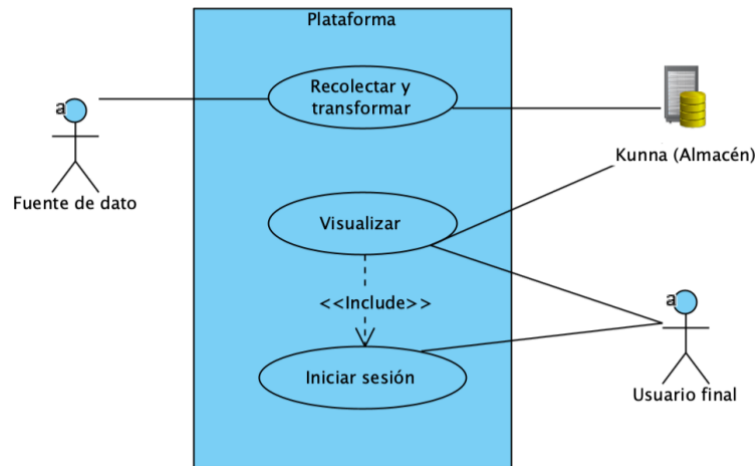 Plataforma
Recolectar y
transformar
a
Fuente de dato
Kunna (Almacén)
Visualizar
<<Include>>
a
Iniciar sesión
Usuario final